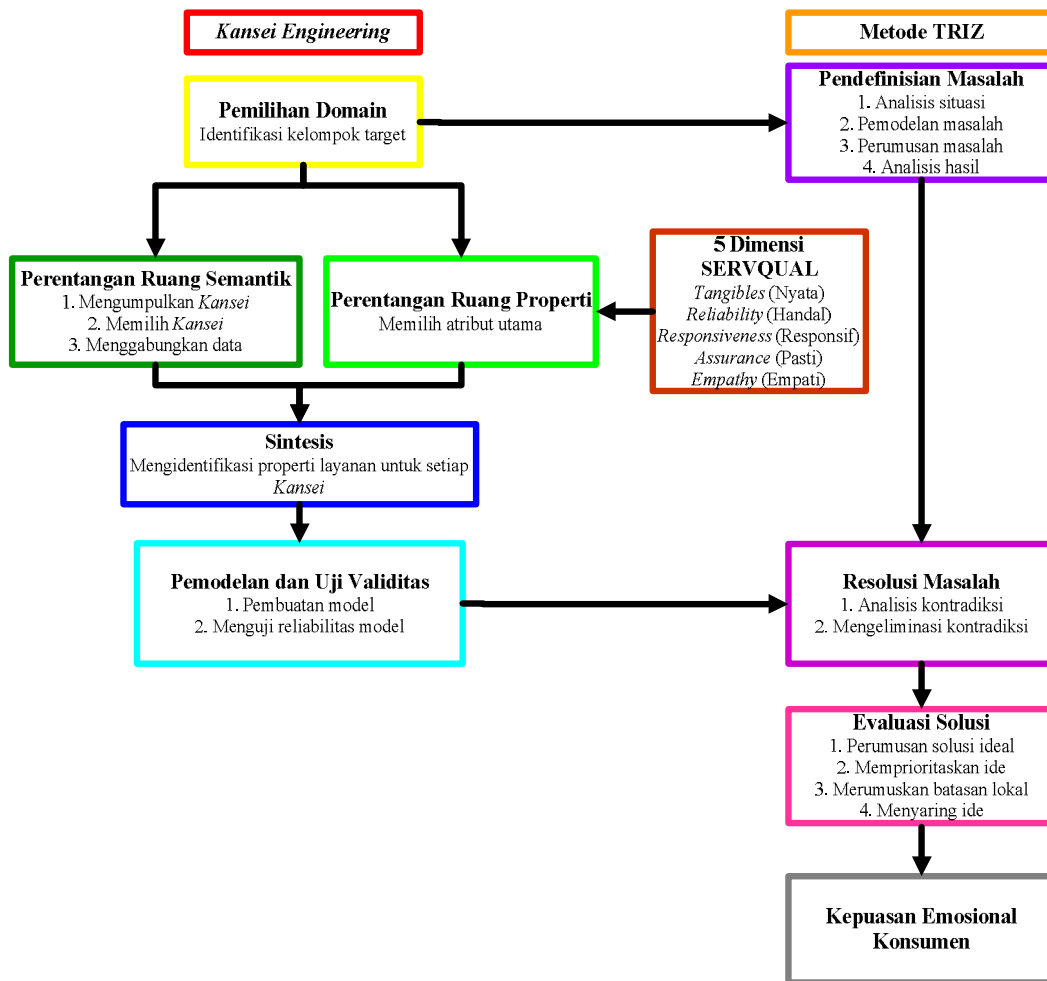 Kansei Engineering
Metode TRIZ
Pemilihan Domain
Identifikasi kelompok target
Pendefinisian Masalah
1. Analisis situasi
2. Pemodelan masalah
3. Perumusan masalah
4. Analisis hasil
Perentangan Ruang Semantik
1. Mengumpulkan Kansei
2. Memilih Kansei
3. Menggabungkan data
Perentangan Ruang Properti
Memilih atribut utama
5 Dimensi
SERVQUAL
Tangibles (Nyata)
Reliability (Handal)
Responsiveness (Responsif)
Assurance (Pasti)
Empathy (Empati)
Sintesis
Mengidentifikasi properti layanan untuk setiap
Kansei
Pemodelan dan Uji Validitas
1. Pembuatan model
2. Menguji reliabilitas model
Resolusi Masalah
1. Analisis kontradiksi
2. Mengeliminasi kontradiksi
Evaluasi Solusi
1. Perumusan solusi ideal
2. Memprioritaskan ide
3. Merumuskan batasan lokal
4. Menyaring ide
Kepuasan Emosional
Konsumen